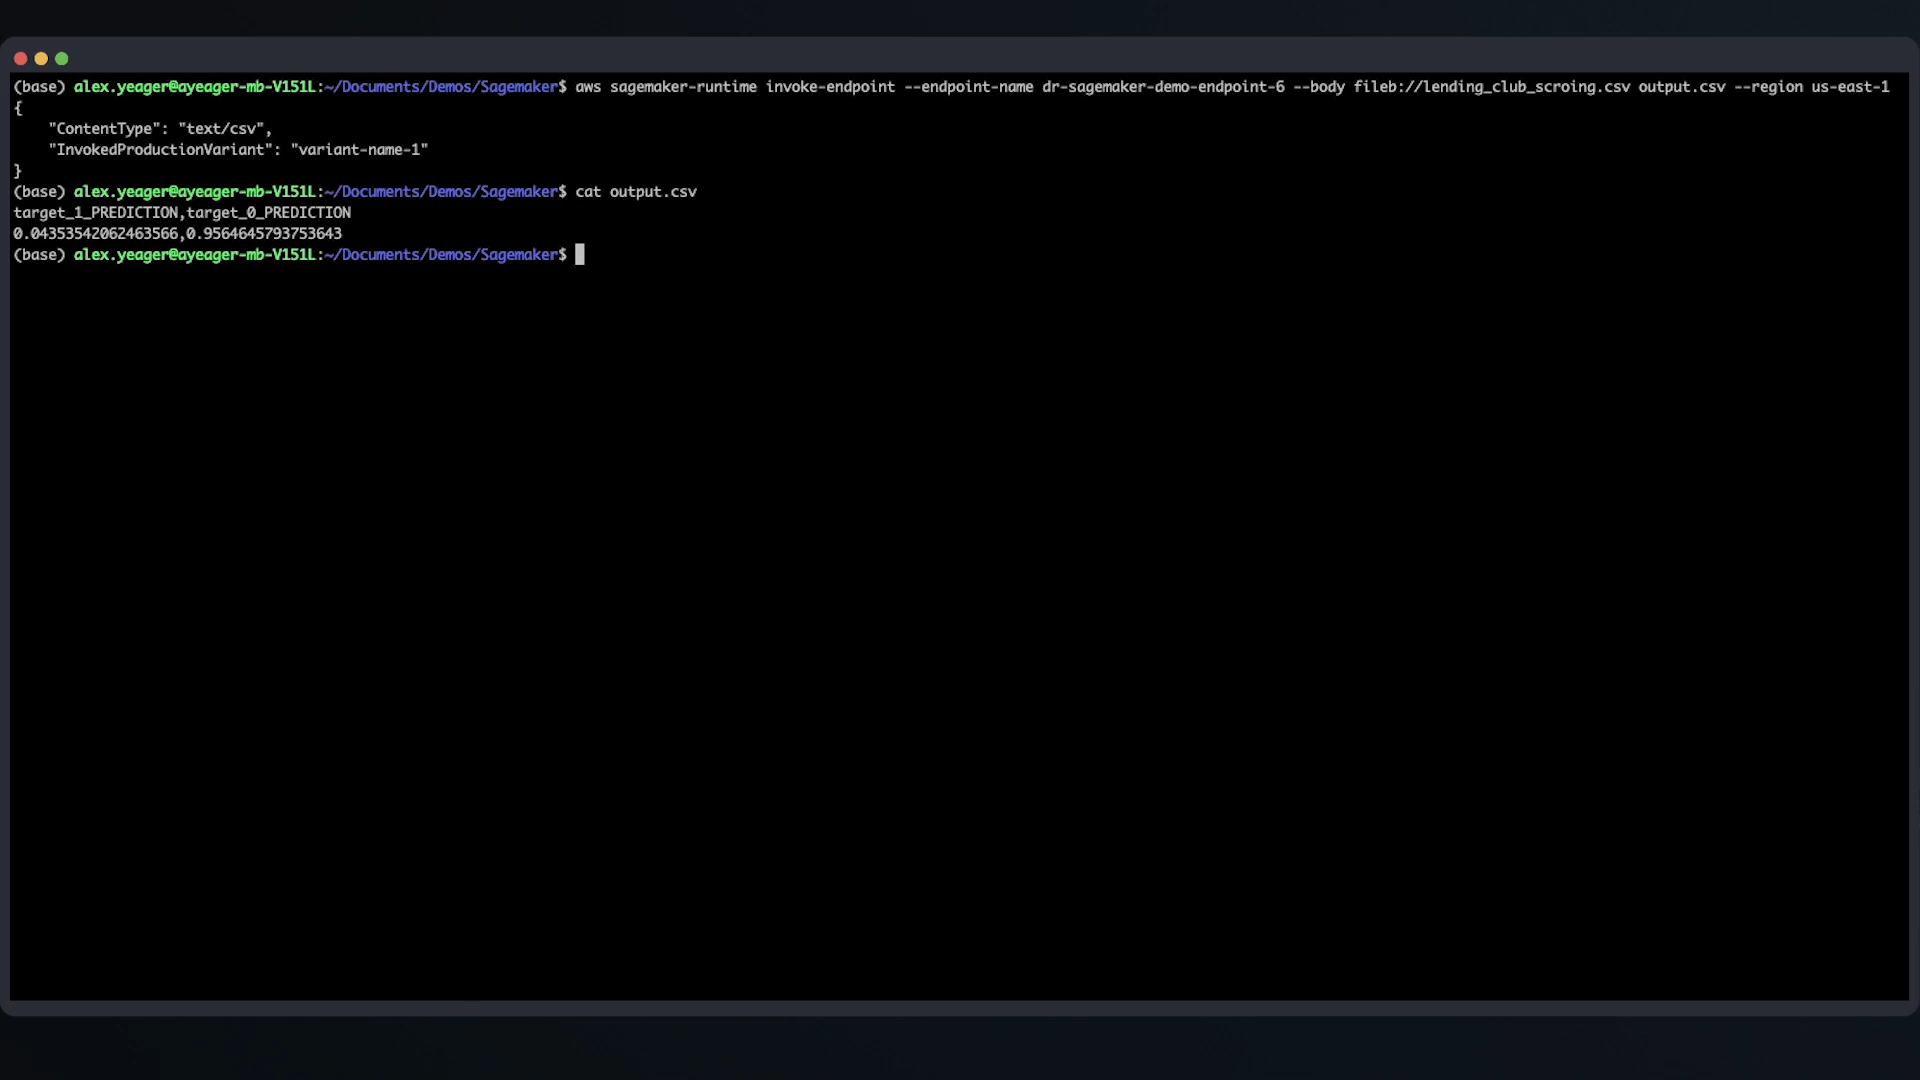 (base) alex.yeager@ayeager-mb-V151L:~/Documents/Demos/Sagemaker$ aws sagemaker-runtime invoke-endpoint --endpoint-name dr-sagemaker-demo-endpoint-6 --body fileb://lending_club_scroing.csv output.csv --region us-east-1
{
    "ContentType": "text/csv",
    "InvokedProductionVariant": "variant-name-1"
}
(base) alex.yeager@ayeager-mb-V151L:~/Documents/Demos/Sagemaker$ cat output.csv
target_1_PREDICTION,target_0_PREDICTION
0.04353542062463566,0.9564645793753643
(base) alex.yeager@ayeager-mb-V151L:~/Documents/Demos/Sagemaker$